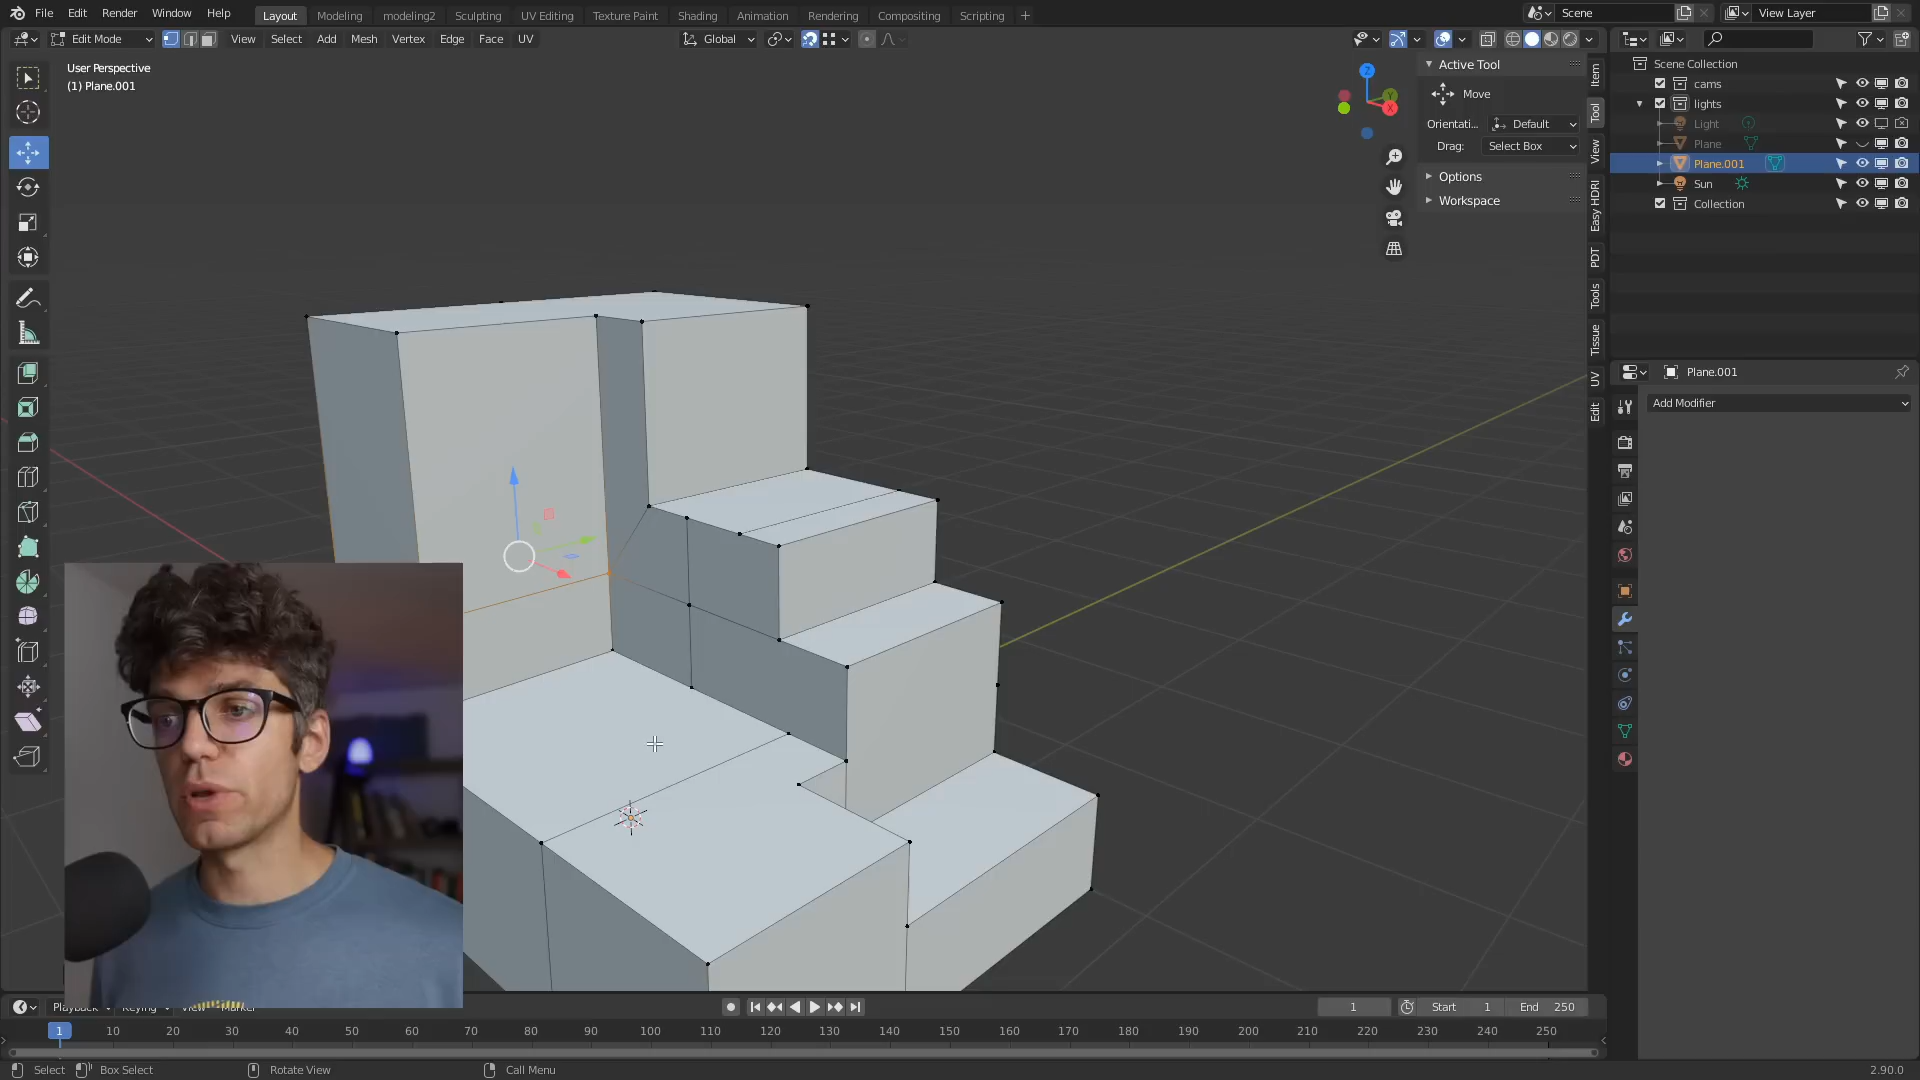 File Edit Render Window Help
Layout Modeling modeling2 Sculpting UV Editing Texture Paint Shading Animation Rendering Compositing Scripting +
Scene
View Layer
Edit Mode
View Select Add Mesh Vertex Edge Face UV
Global
User Perspective
(1) Plane.001
Z
Y
X
Active Tool
Move
Orientati...
Default
Drag:
Select Box
Options
Workspace
Item
Tool
View
Easy HDRI
PDT
Tools
Tissue
UV
Edit
Scene Collection
cams
lights
Light
Plane
Plane.001
Sun
Collection
Plane.001
Add Modifier
Playback
Keying
View
Marker
1
Start 1
End 250
1 10 20 30 40 50 60 70 80 90 100 110 120 130 140 150 160 170 180 190 200 210 220 230 240 250
Select
Box Select
Rotate View
Call Menu
2.90.0